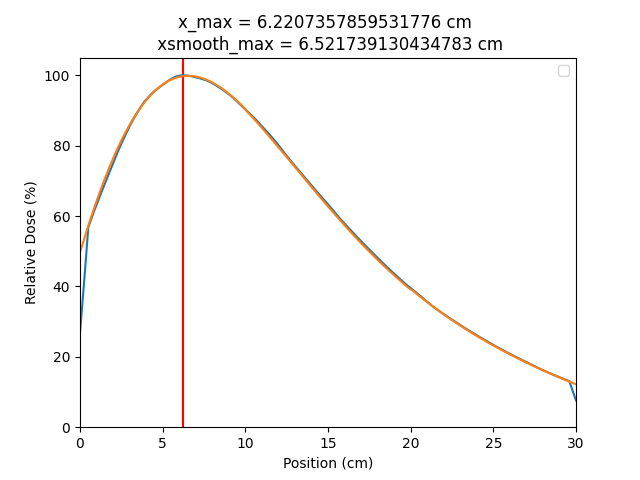 x_max = 6.2207357859531776 cm
xsmooth_max = 6.521739130434783 cm
100
80
60
40
20
0
Relative Dose (%)
0 5 10 15 20 25 30
Position (cm)